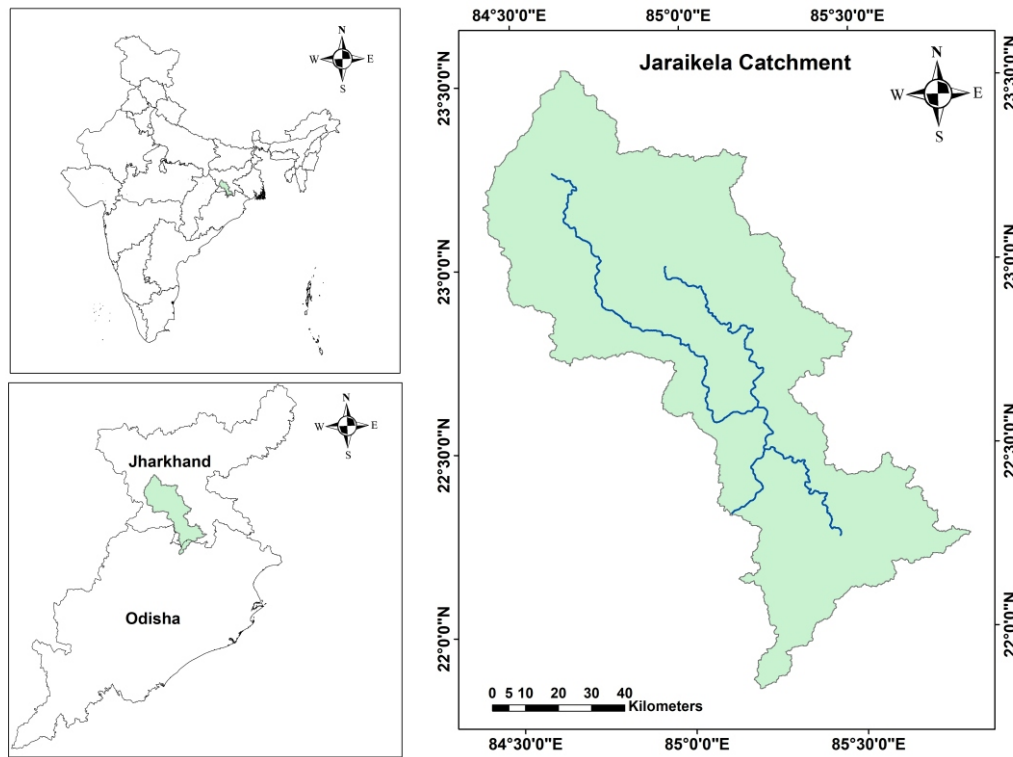 N
W E
S
Jharkhand
Odisha
N
W E
S
84°30'0"E 85°0'0"E 85°30'0"E
Jaraikela Catchment
N
W E
S
23°30'0"N 23°30'0"N
23°0'0"N 23°0'0"N
22°30'0"N 22°30'0"N
22°0'0"N 22°0'0"N
0 5 10 20 30 40
Kilometers
84°30'0"E 85°0'0"E 85°30'0"E